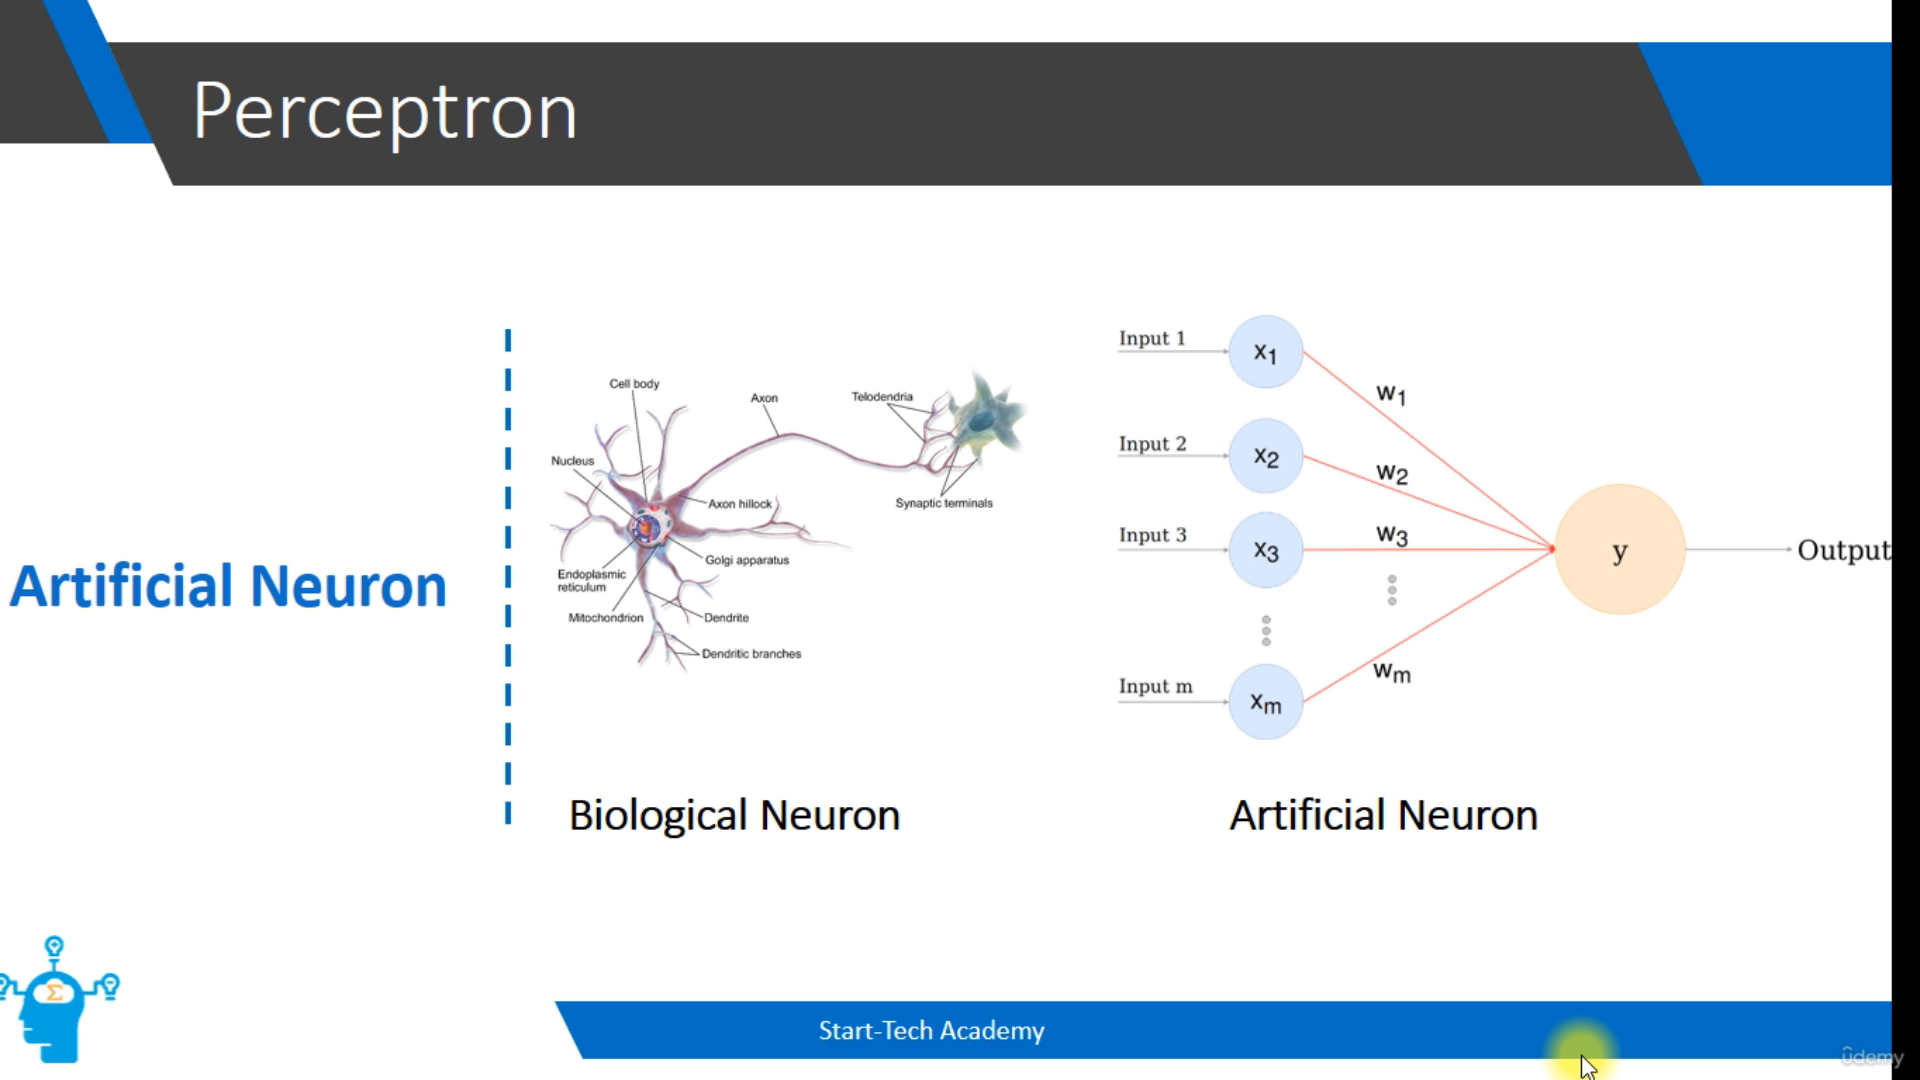 Perceptron
Artificial Neuron
Cell body
Axon
Telodendria
Nucleus
Axon hillock
Synaptic terminals
Golgi apparatus
Endoplasmic
reticulum
Mitochondrion
Dendrite
Dendritic branches
Biological Neuron
Input 1
x1
w1
Input 2
x2
w2
Input 3
x3
w3
y
Output
Input m
xm
wm
Artificial Neuron
Σ
Start-Tech Academy
udemy